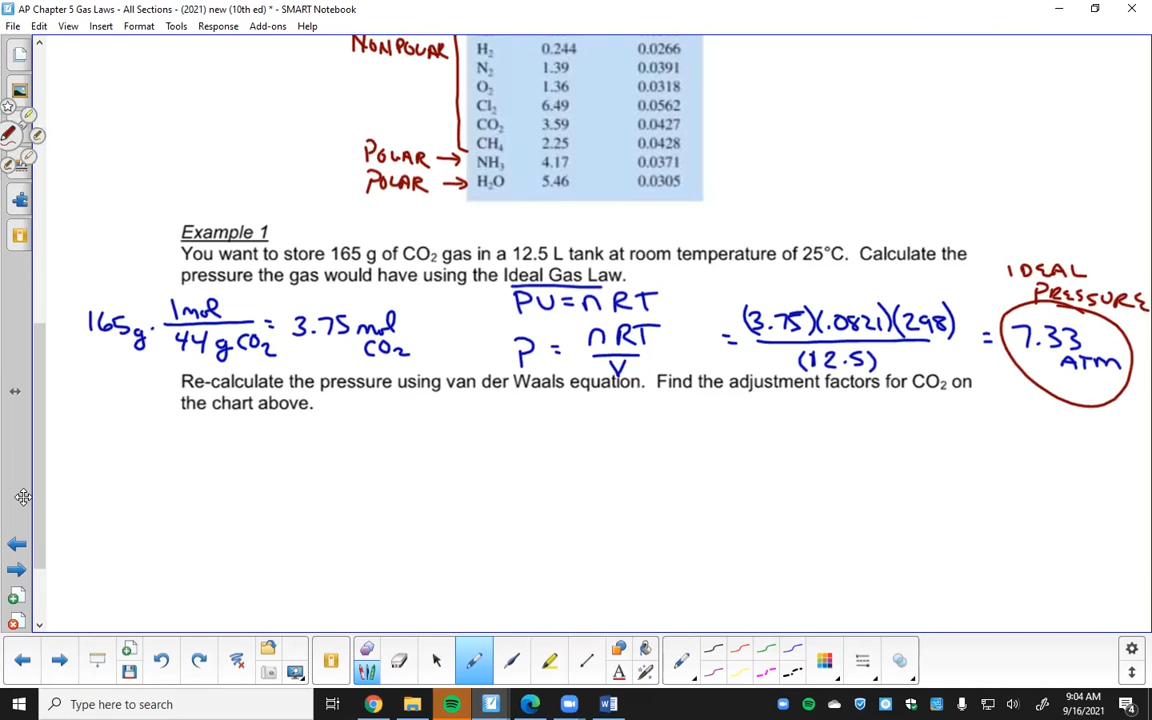 AP Chapter 5 Gas Laws - All Sections - (2021) new (10th ed) * - SMART Notebook
File Edit View Insert Format Tools Response Add-ons Help
NONPOLAR
H₂ 0.244 0.0266
N₂ 1.39 0.0391
O₂ 1.36 0.0318
Cl₂ 6.49 0.0562
CO₂ 3.59 0.0427
CH₄ 2.25 0.0428
POLAR → NH₃ 4.17 0.0371
POLAR → H₂O 5.46 0.0305
Example 1
You want to store 165 g of CO₂ gas in a 12.5 L tank at room temperature of 25°C. Calculate the
pressure the gas would have using the Ideal Gas Law.
IDEAL
PRESSURE
165g · 1mol / 44 g CO₂ = 3.75 mol CO₂
PV = nRT
P = nRT / V = (3.75)(.0821)(298) / (12.5) = 7.33 ATM
Re-calculate the pressure using van der Waals equation. Find the adjustment factors for CO₂ on
the chart above.
Type here to search
9:04 AM
9/16/2021
4